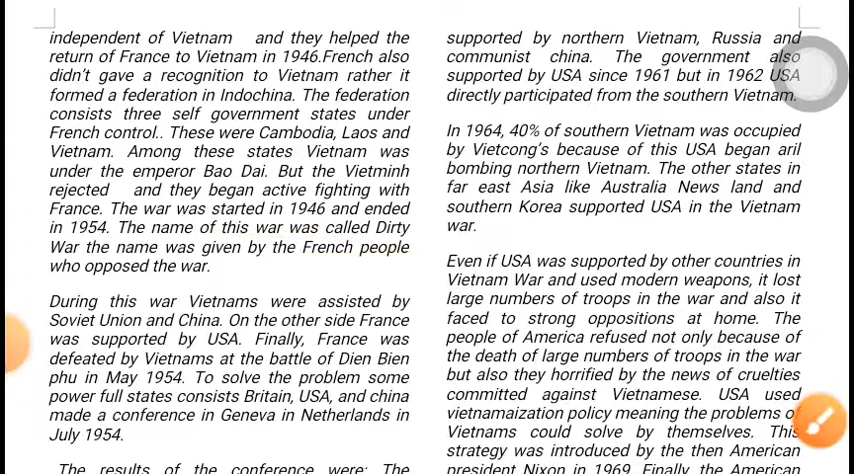 independent of Vietnam and they helped the
return of France to Vietnam in 1946.French also
didn't gave a recognition to Vietnam rather it
formed a federation in Indochina. The federation
consists three self government states under
French control.. These were Cambodia, Laos and
Vietnam. Among these states Vietnam was
under the emperor Bao Dai. But the Vietminh
rejected and they began active fighting with
France. The war was started in 1946 and ended
in 1954. The name of this war was called Dirty
War the name was given by the French people
who opposed the war.
During this war Vietnams were assisted by
Soviet Union and China. On the other side France
was supported by USA. Finally, France was
defeated by Vietnams at the battle of Dien Bien
phu in May 1954. To solve the problem some
power full states consists Britain, USA, and china
made a conference in Geneva in Netherlands in
July 1954.
The results of the conference were: The
supported by northern Vietnam, Russia and
communist china. The government also
supported by USA since 1961 but in 1962 USA
directly participated from the southern Vietnam.
In 1964, 40% of southern Vietnam was occupied
by Vietcong's because of this USA began aril
bombing northern Vietnam. The other states in
far east Asia like Australia News land and
southern Korea supported USA in the Vietnam
war.
Even if USA was supported by other countries in
Vietnam War and used modern weapons, it lost
large numbers of troops in the war and also it
faced to strong oppositions at home. The
people of America refused not only because of
the death of large numbers of troops in the war
but also they horrified by the news of cruelties
committed against Vietnamese. USA used
vietnamaization policy meaning the problems of
Vietnams could solve by themselves. This
strategy was introduced by the then American
president Nixon in 1969. Finally, the American